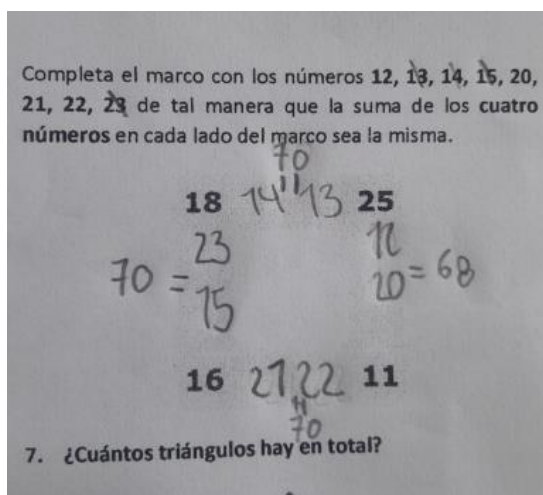 Completa el marco con los números 12, 13, 14, 15, 20,
21, 22, 23 de tal manera que la suma de los cuatro
números en cada lado del marco sea la misma.
70
"
18 14 13 25
23 12
70 = 20 = 68
15
16 21 22 11
"
70
7. ¿Cuántos triángulos hay en total?